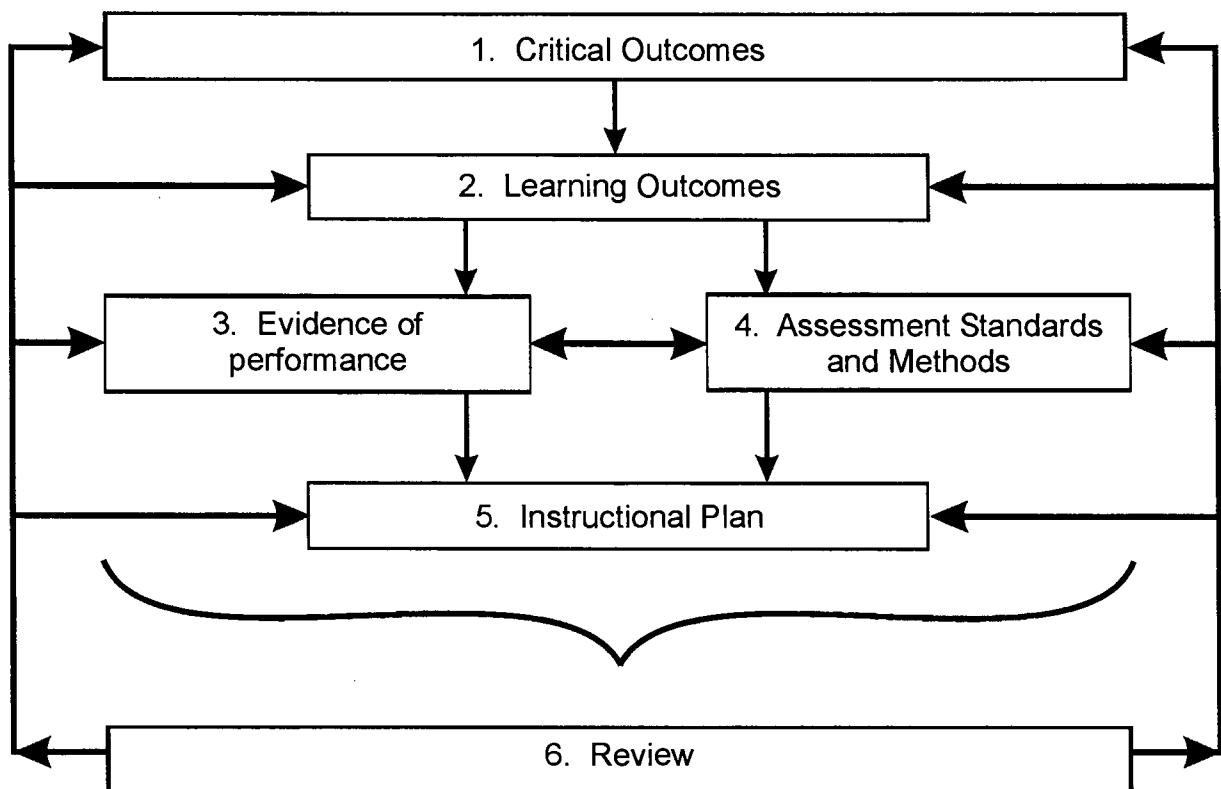 1. Critical Outcomes
2. Learning Outcomes
3. Evidence of
performance
4. Assessment Standards
and Methods
5. Instructional Plan
6. Review